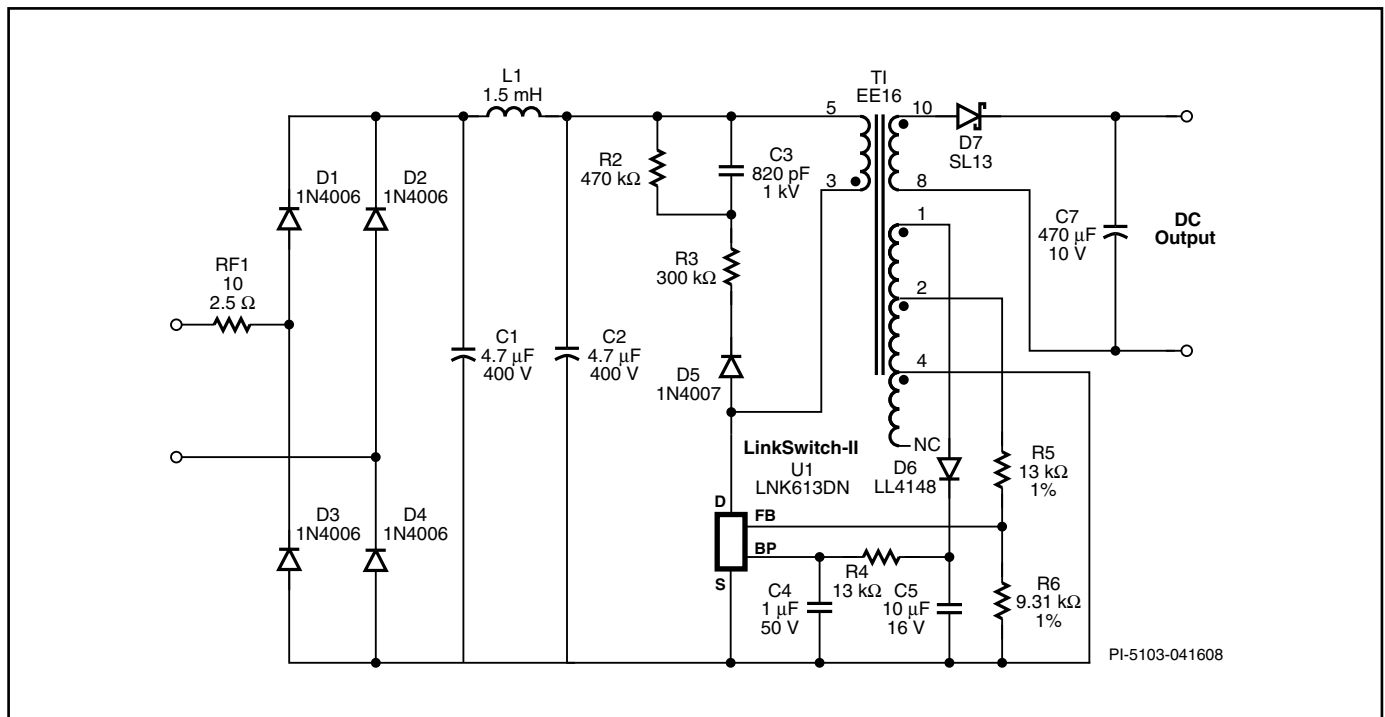 L1
1.5 mH
TI
EE16
5
10
D7
SL13
R2
470 kΩ
C3
820 pF
1 kV
3
8
D1
1N4006
D2
1N4006
1
C7
470 µF
10 V
DC
Output
RF1
10
2.5 Ω
R3
300 kΩ
2
C1
4.7 µF
400 V
C2
4.7 µF
400 V
D5
1N4007
4
NC
LinkSwitch-II
U1
LNK613DN
D6
LL4148
R5
13 kΩ
1%
D
FB
BP
S
D3
1N4006
D4
1N4006
R4
13 kΩ
C4
1 µF
50 V
C5
10 µF
16 V
R6
9.31 kΩ
1%
PI-5103-041608